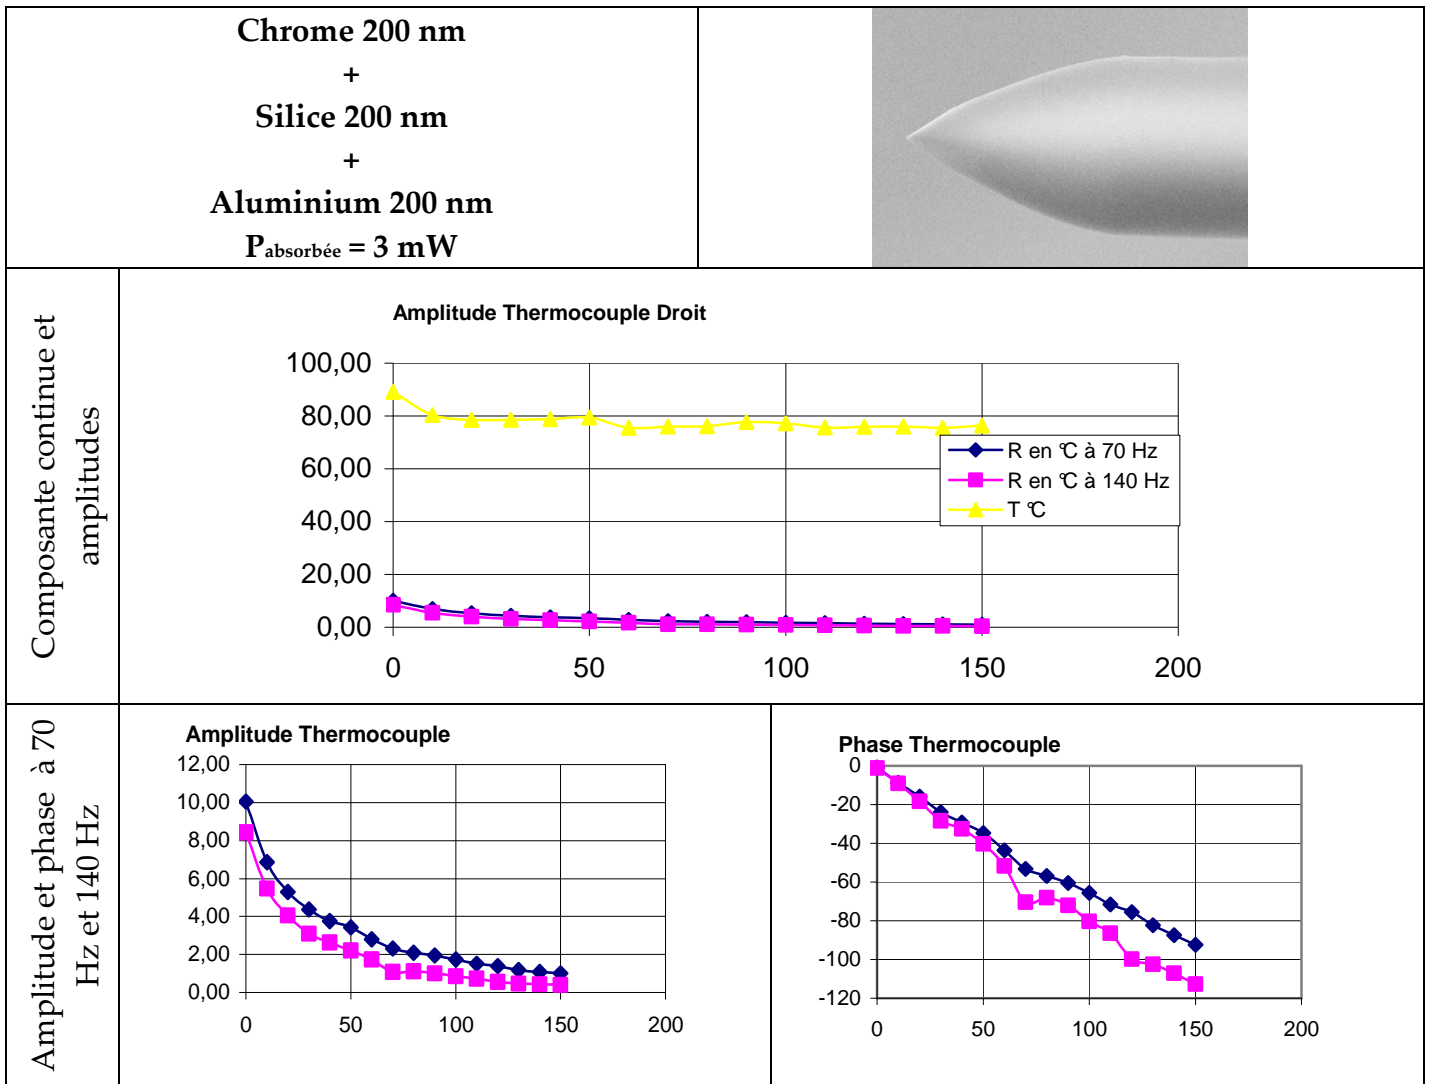 Chrome 200 nm
+
Silice 200 nm
+
Aluminium 200 nm
Pabsorbée = 3 mW
Composante continue et
amplitudes
Amplitude Thermocouple Droit
100,00
80,00
60,00
40,00
20,00
0,00
0 50 100 150 200
R en °C à 70 Hz
R en °C à 140 Hz
T °C
Amplitude et phase à 70
Hz et 140 Hz
Amplitude Thermocouple
12,00
10,00
8,00
6,00
4,00
2,00
0,00
0 50 100 150 200
Phase Thermocouple
0
-20
-40
-60
-80
-100
-120
0 50 100 150 200